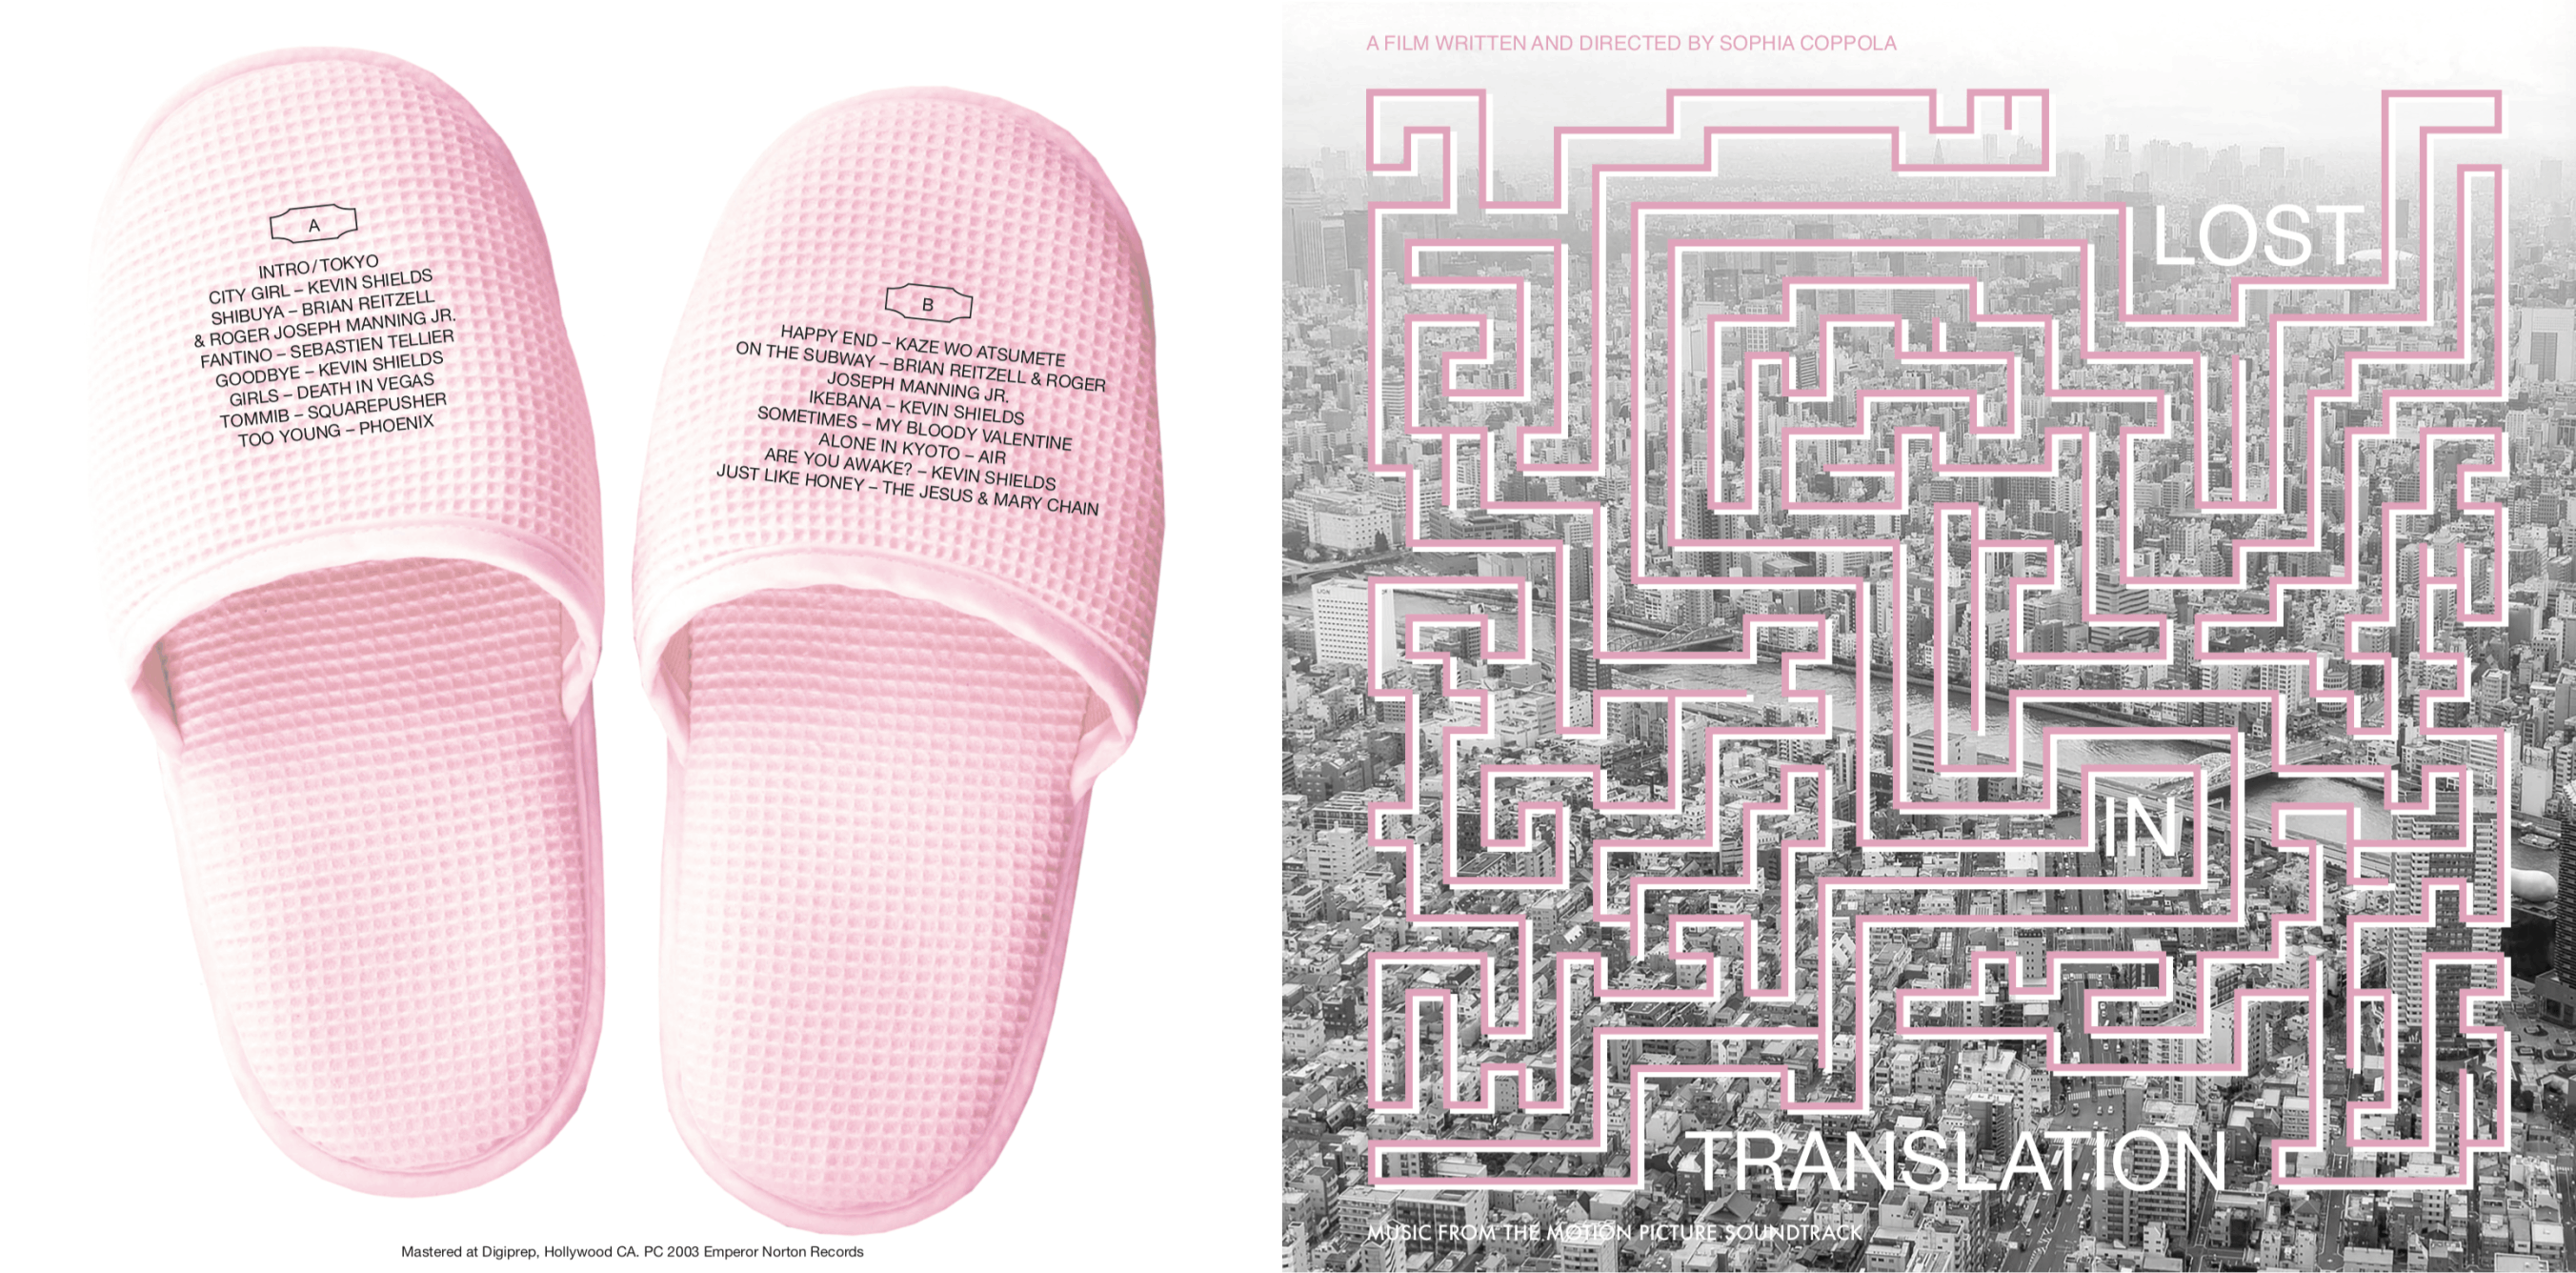 A
INTRO/TOKYO
CITY GIRL – KEVIN SHIELDS
SHIBUYA – BRIAN REITZELL
& ROGER JOSEPH MANNING JR.
FANTINO – SEBASTIEN TELLIER
GOODBYE – KEVIN SHIELDS
GIRLS – DEATH IN VEGAS
TOMMIB – SQUAREPUSHER
TOO YOUNG – PHOENIX
B
HAPPY END – KAZE WO ATSUMETE
ON THE SUBWAY – BRIAN REITZELL & ROGER
JOSEPH MANNING JR.
IKEBANA – KEVIN SHIELDS
SOMETIMES – MY BLOODY VALENTINE
ALONE IN KYOTO – AIR
ARE YOU AWAKE? – KEVIN SHIELDS
JUST LIKE HONEY – THE JESUS & MARY CHAIN
Mastered at Digiprep, Hollywood CA. PC 2003 Emperor Norton Records
A FILM WRITTEN AND DIRECTED BY SOPHIA COPPOLA
LOST
IN
TRANSLATION
MUSIC FROM THE MOTION PICTURE SOUNDTRACK